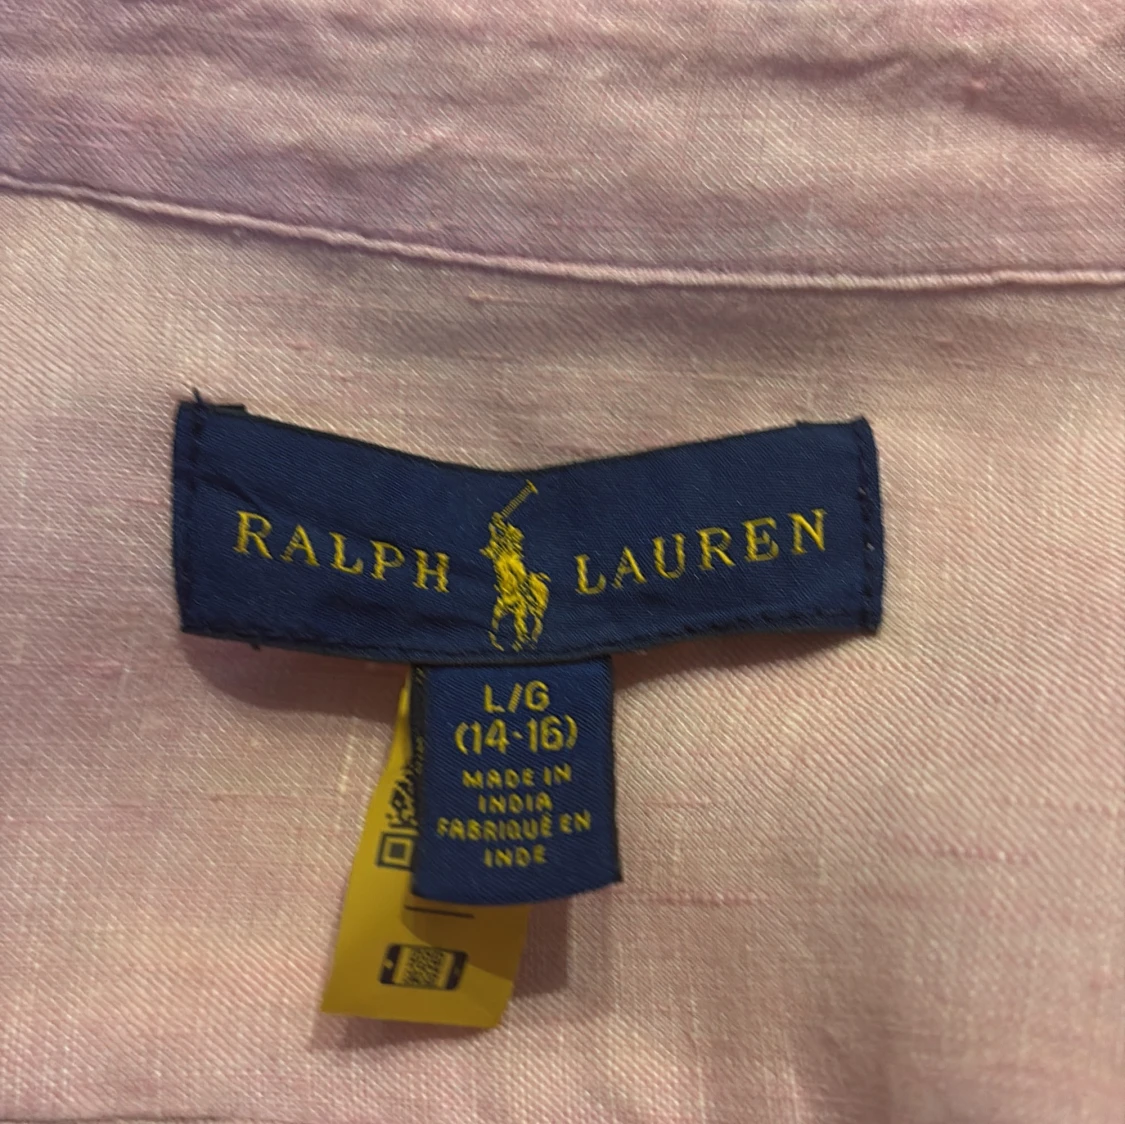 RALPH LAUREN
L/G
(14-16)
MADE IN
INDIA
FABRIQUÉ EN
INDE